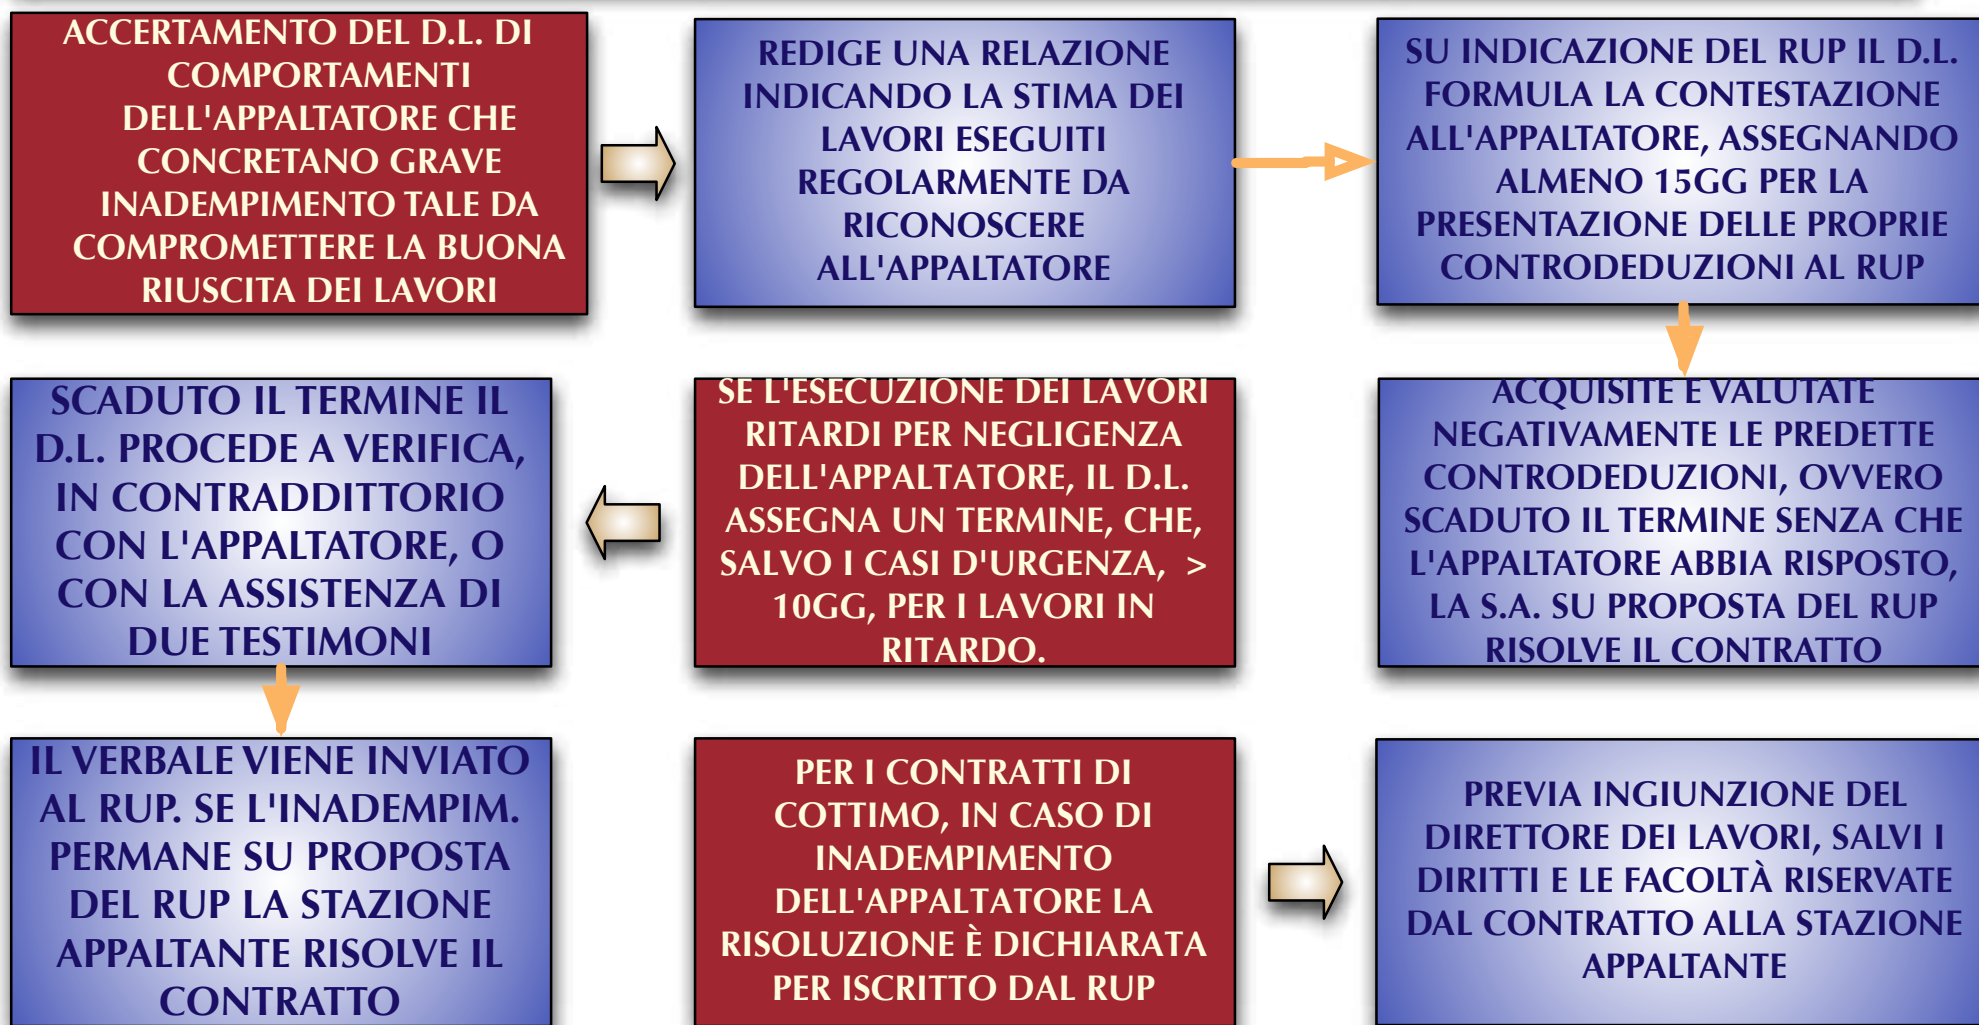 ACCERTAMENTO DEL D.L. DI
COMPORTAMENTI
DELL'APPALTATORE CHE
CONCRETANO GRAVE
INADEMPIMENTO TALE DA
COMPROMETTERE LA BUONA
RIUSCITA DEI LAVORI
REDIGE UNA RELAZIONE
INDICANDO LA STIMA DEI
LAVORI ESEGUITI
REGOLARMENTE DA
RICONOSCERE
ALL'APPALTATORE
SU INDICAZIONE DEL RUP IL D.L.
FORMULA LA CONTESTAZIONE
ALL'APPALTATORE, ASSEGNANDO
ALMENO 15GG PER LA
PRESENTAZIONE DELLE PROPRIE
CONTRODEDUZIONI AL RUP
ACQUISITE E VALUTATE
NEGATIVAMENTE LE PREDETTE
CONTRODEDUZIONI, OVVERO
SCADUTO IL TERMINE SENZA CHE
L'APPALTATORE ABBIA RISPOSTO,
LA S.A. SU PROPOSTA DEL RUP
RISOLVE IL CONTRATTO
SE L'ESECUZIONE DEI LAVORI
RITARDI PER NEGLIGENZA
DELL'APPALTATORE, IL D.L.
ASSEGNA UN TERMINE, CHE,
SALVO I CASI D'URGENZA, >
10GG, PER I LAVORI IN
RITARDO.
SCADUTO IL TERMINE IL
D.L. PROCEDE A VERIFICA,
IN CONTRADDITTORIO
CON L'APPALTATORE, O
CON LA ASSISTENZA DI
DUE TESTIMONI
IL VERBALE VIENE INVIATO
AL RUP. SE L'INADEMPIM.
PERMANE SU PROPOSTA
DEL RUP LA STAZIONE
APPALTANTE RISOLVE IL
CONTRATTO
PER I CONTRATTI DI
COTTIMO, IN CASO DI
INADEMPIMENTO
DELL'APPALTATORE LA
RISOLUZIONE È DICHIARATA
PER ISCRITTO DAL RUP
PREVIA INGIUNZIONE DEL
DIRETTORE DEI LAVORI, SALVI I
DIRITTI E LE FACOLTÀ RISERVATE
DAL CONTRATTO ALLA STAZIONE
APPALTANTE